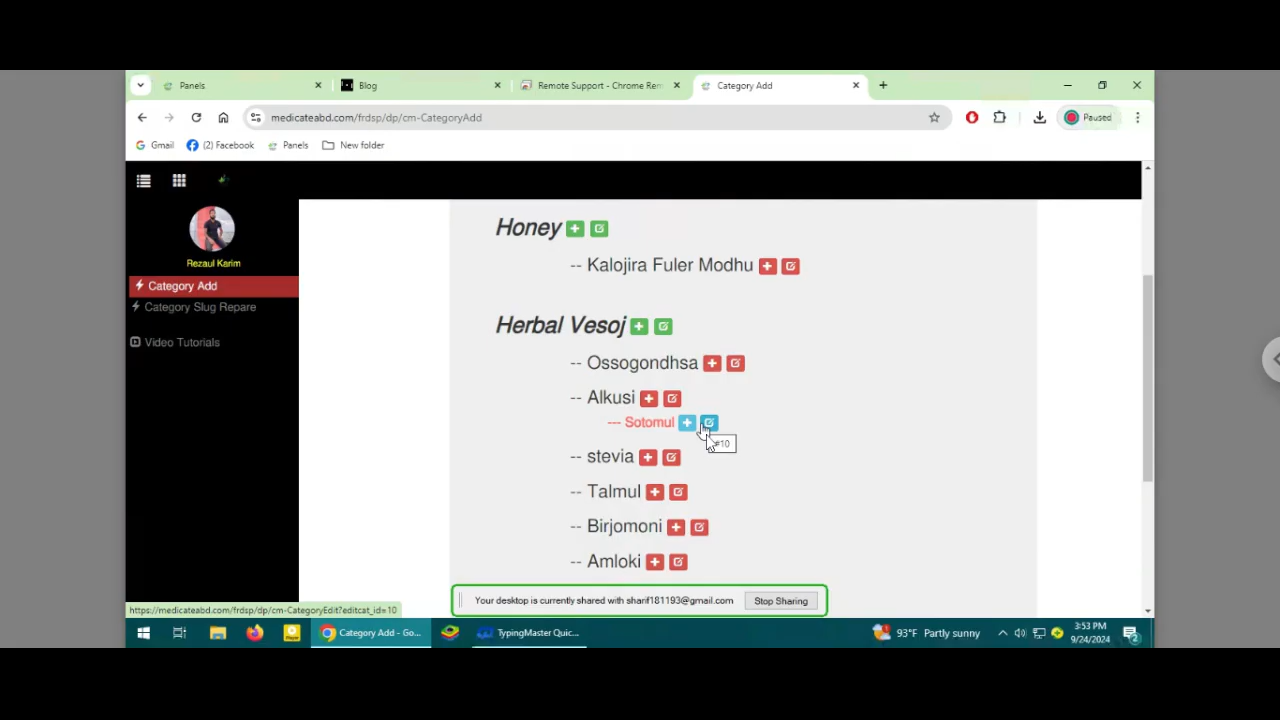 Panels
Blog
Remote Support - Chrome Rem
Category Add
medicateabd.com/frdsp/dp/cm-CategoryAdd
Paused
Gmail
(2) Facebook
Panels
New folder
Rezaul Karim
Category Add
Category Slug Repare
Video Tutorials
Honey
-- Kalojira Fuler Modhu
Herbal Vesoj
-- Ossogondhsa
-- Alkusi
--- Sotomul
#10
-- stevia
-- Talmul
-- Birjomoni
-- Amloki
Your desktop is currently shared with sharif181193@gmail.com
Stop Sharing
https://medicateabd.com/frdsp/dp/cm-CategoryEdit?editcat_id=10
Category Add - Go...
TypingMaster Quic...
93°F Partly sunny
3:53 PM
9/24/2024
2